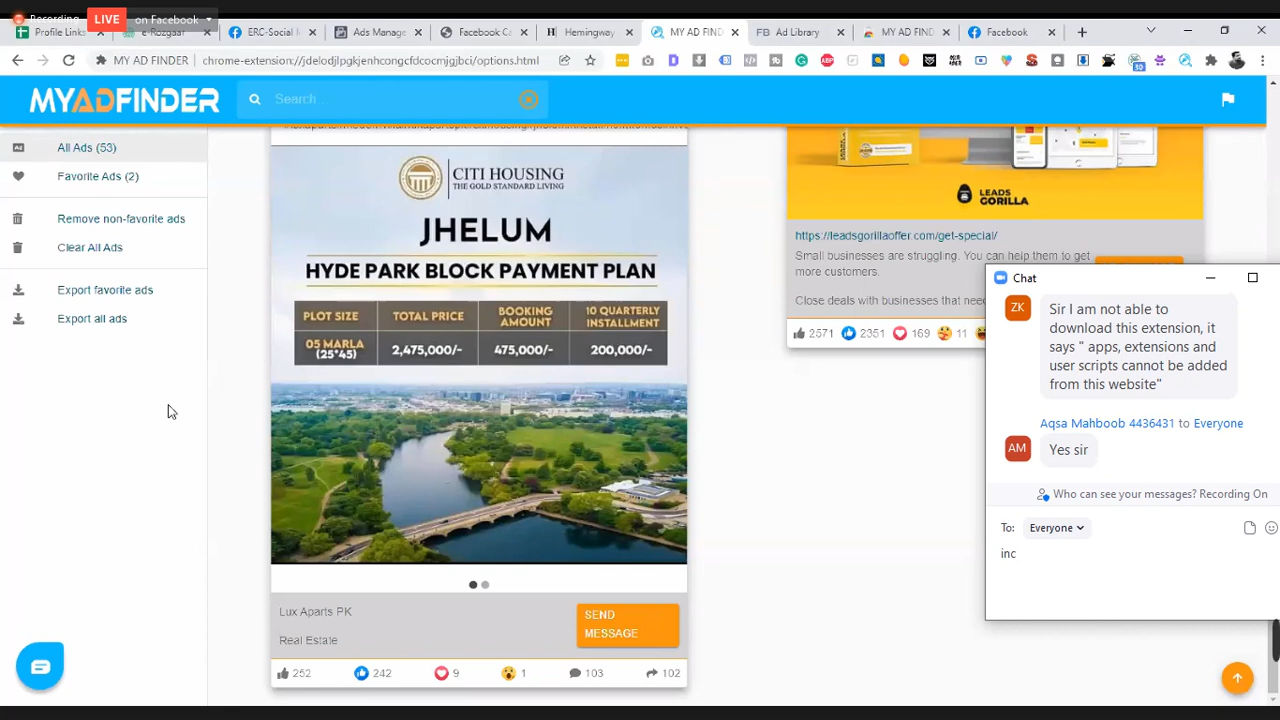 Recording LIVE on Facebook
Profile Links
e-Rozgaar
ERC-Social M
Ads Manage
Facebook Ca
Hemingway
MY AD FIND
Ad Library
MY AD FIND
Facebook
MY AD FINDER chrome-extension://jdelodjlpgkjenhcongcfdcocmjgjbci/options.html
MYADFINDER
Search...
All Ads (53)
Favorite Ads (2)
Remove non-favorite ads
Clear All Ads
Export favorite ads
Export all ads
CITI HOUSING
THE GOLD STANDARD LIVING
JHELUM
HYDE PARK BLOCK PAYMENT PLAN
PLOT SIZE TOTAL PRICE BOOKING AMOUNT 10 QUARTERLY INSTALLMENT
05 MARLA (25*45) 2,475,000/- 475,000/- 200,000/-
Lux Aparts PK
Real Estate
SEND
MESSAGE
252 242 9 1 103 102
LEADS
GORILLA
https://leadsgorillaoffer.com/get-special/
Small businesses are struggling. You can help them to get
more customers.
Close deals with businesses that nee
2571 2351 169 11
Chat
ZK
Sir I am not able to
download this extension, it
says " apps, extensions and
user scripts cannot be added
from this website"
Aqsa Mahboob 4436431 to Everyone
AM
Yes sir
Who can see your messages? Recording On
To: Everyone
inc